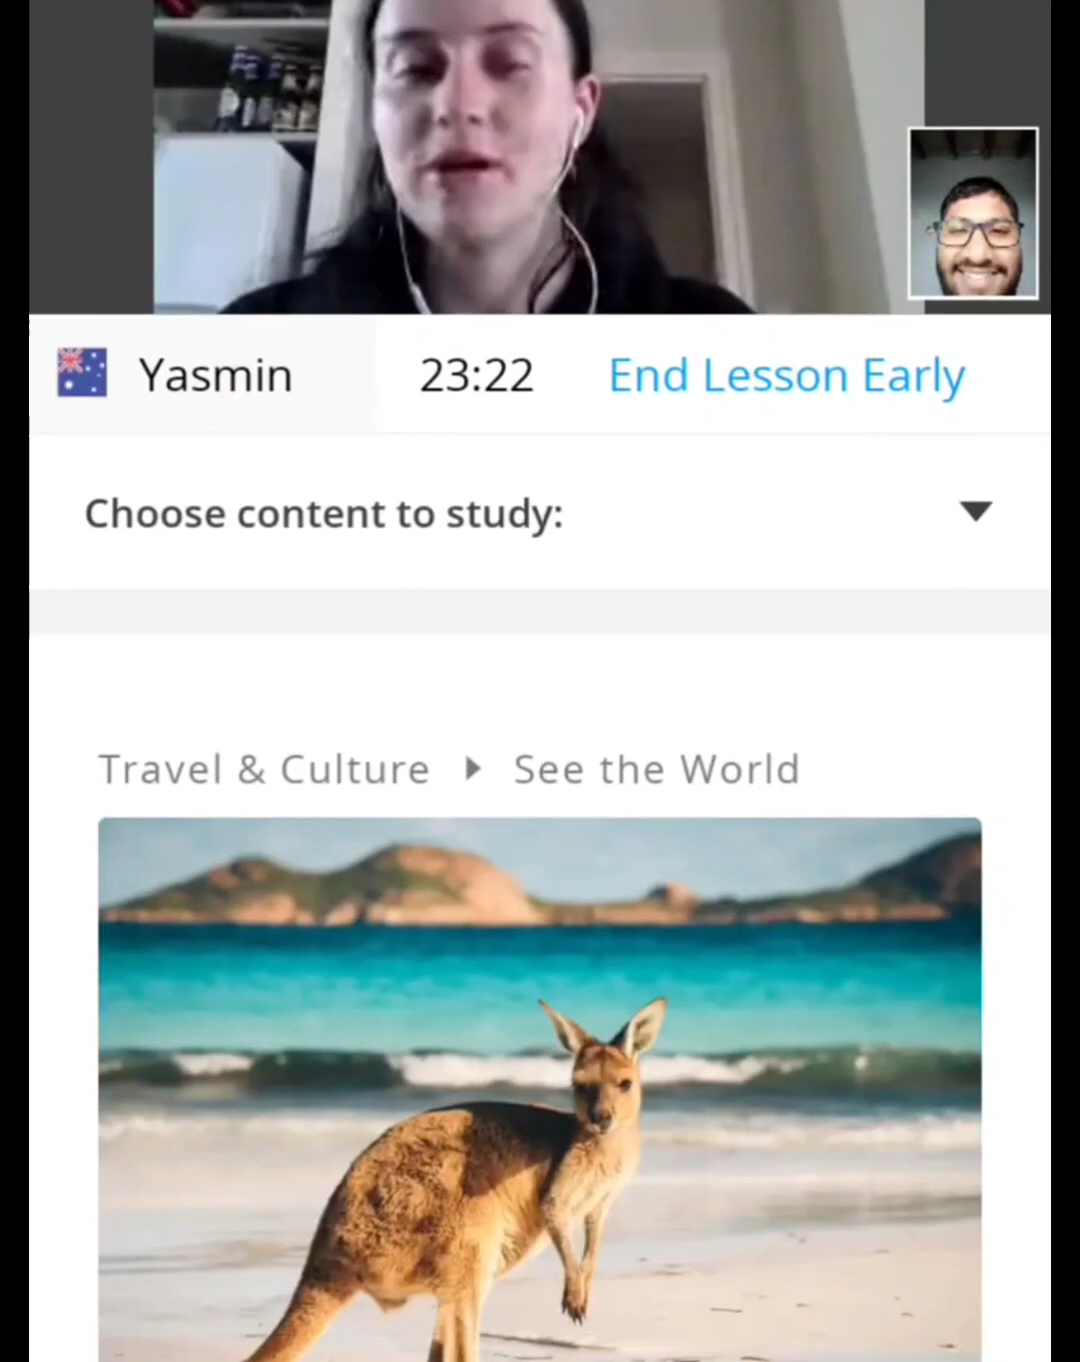 Yasmin 23:22 End Lesson Early
Choose content to study:
Travel & Culture See the World